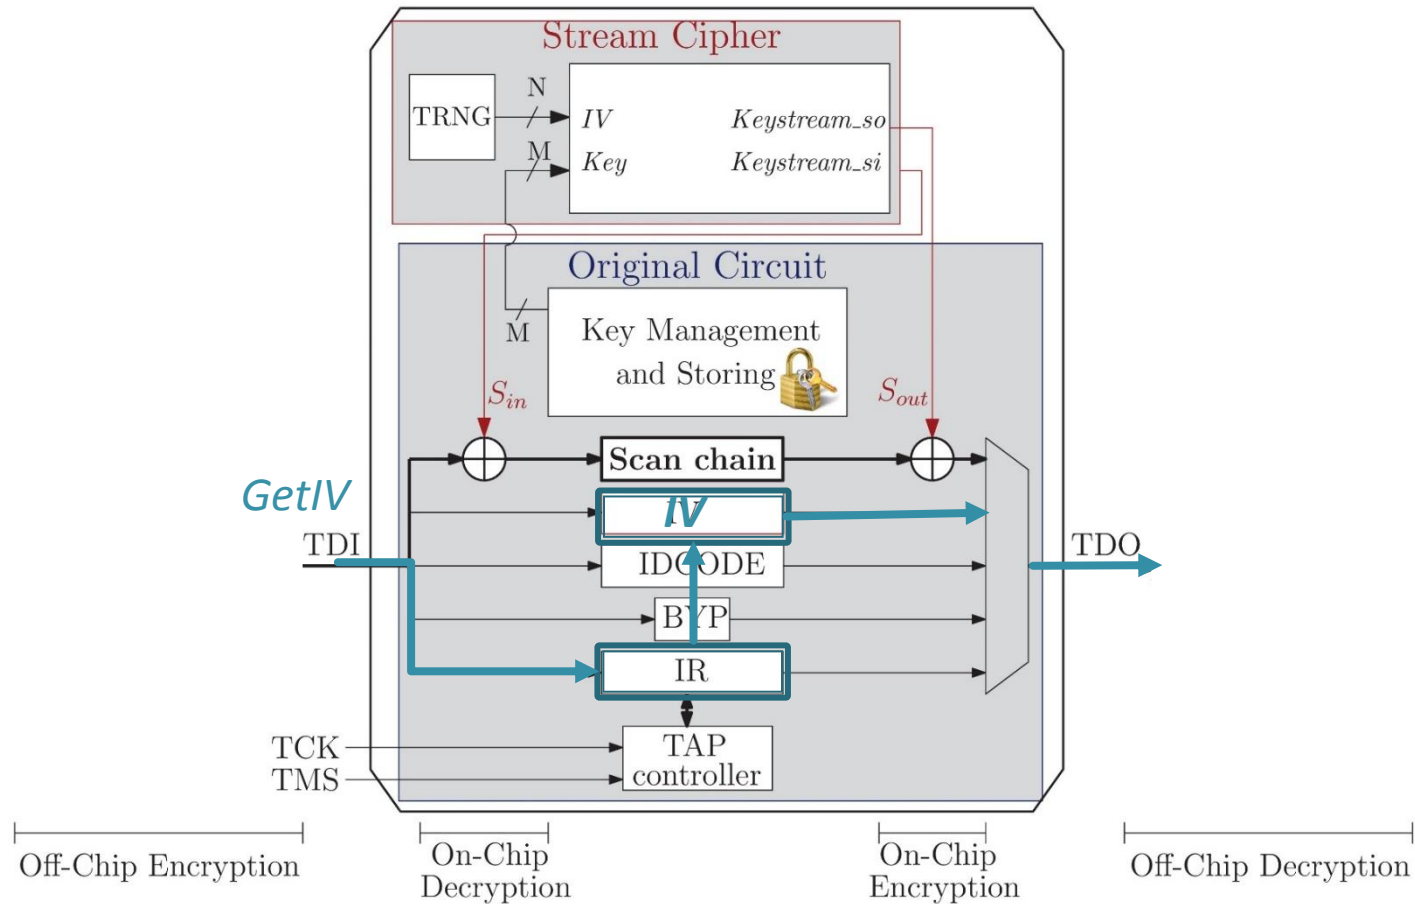 Stream Cipher
TRNG
N
IV
Keystream_so
M
Key
Keystream_si
Original Circuit
M
Key Management
and Storing
S_in
S_out
Scan chain
GetIV
IV
TDI
IDCODE
TDO
BYP
IR
TCK
TMS
TAP
controller
Off-Chip Encryption
On-Chip
Decryption
On-Chip
Encryption
Off-Chip Decryption